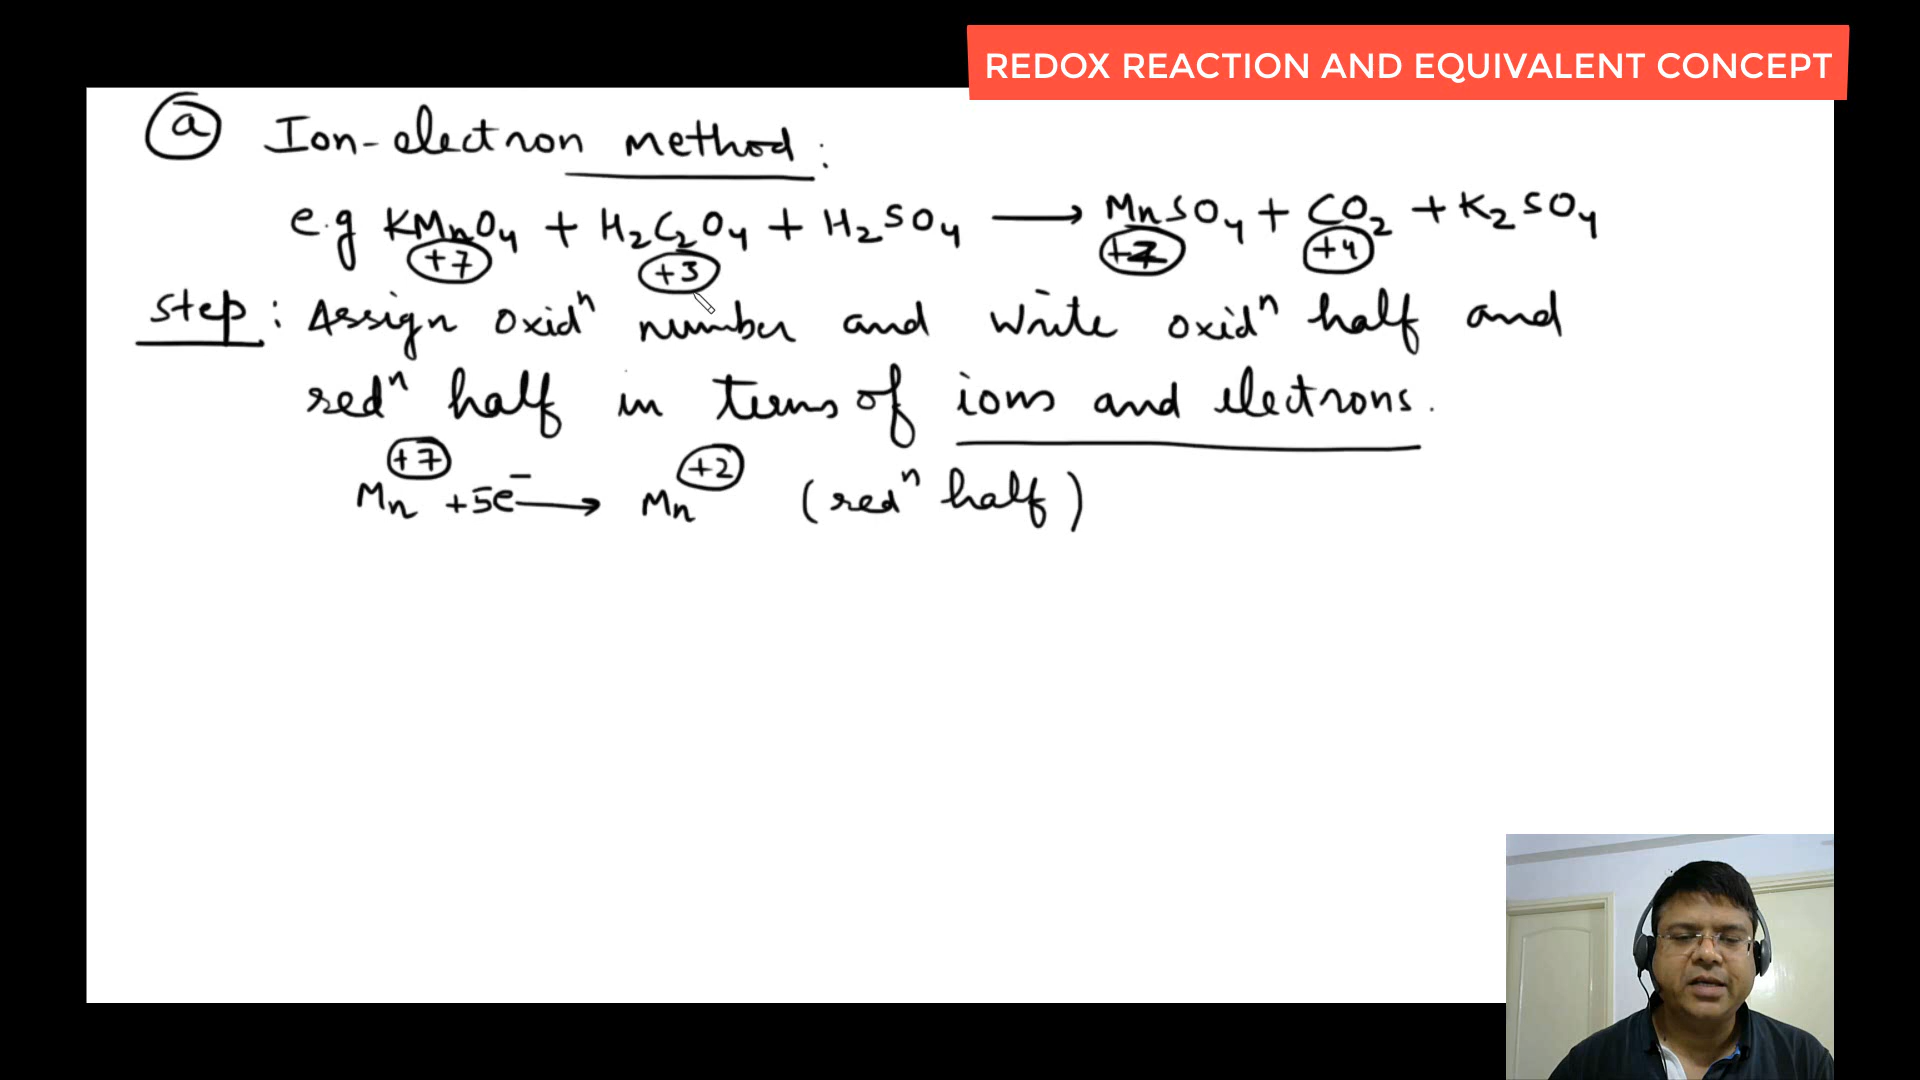 REDOX REACTION AND EQUIVALENT CONCEPT
a Ion-electron method:
e.g KMnO4 + H2C2O4 + H2SO4 ⟶ MnSO4 + CO2 + K2SO4
+7 +3 +2 +4
Step: Assign oxidⁿ number and write oxidⁿ half and
redⁿ half in terms of ions and electrons.
+7 +2
Mn +5e⁻ ⟶ Mn (redⁿ half)